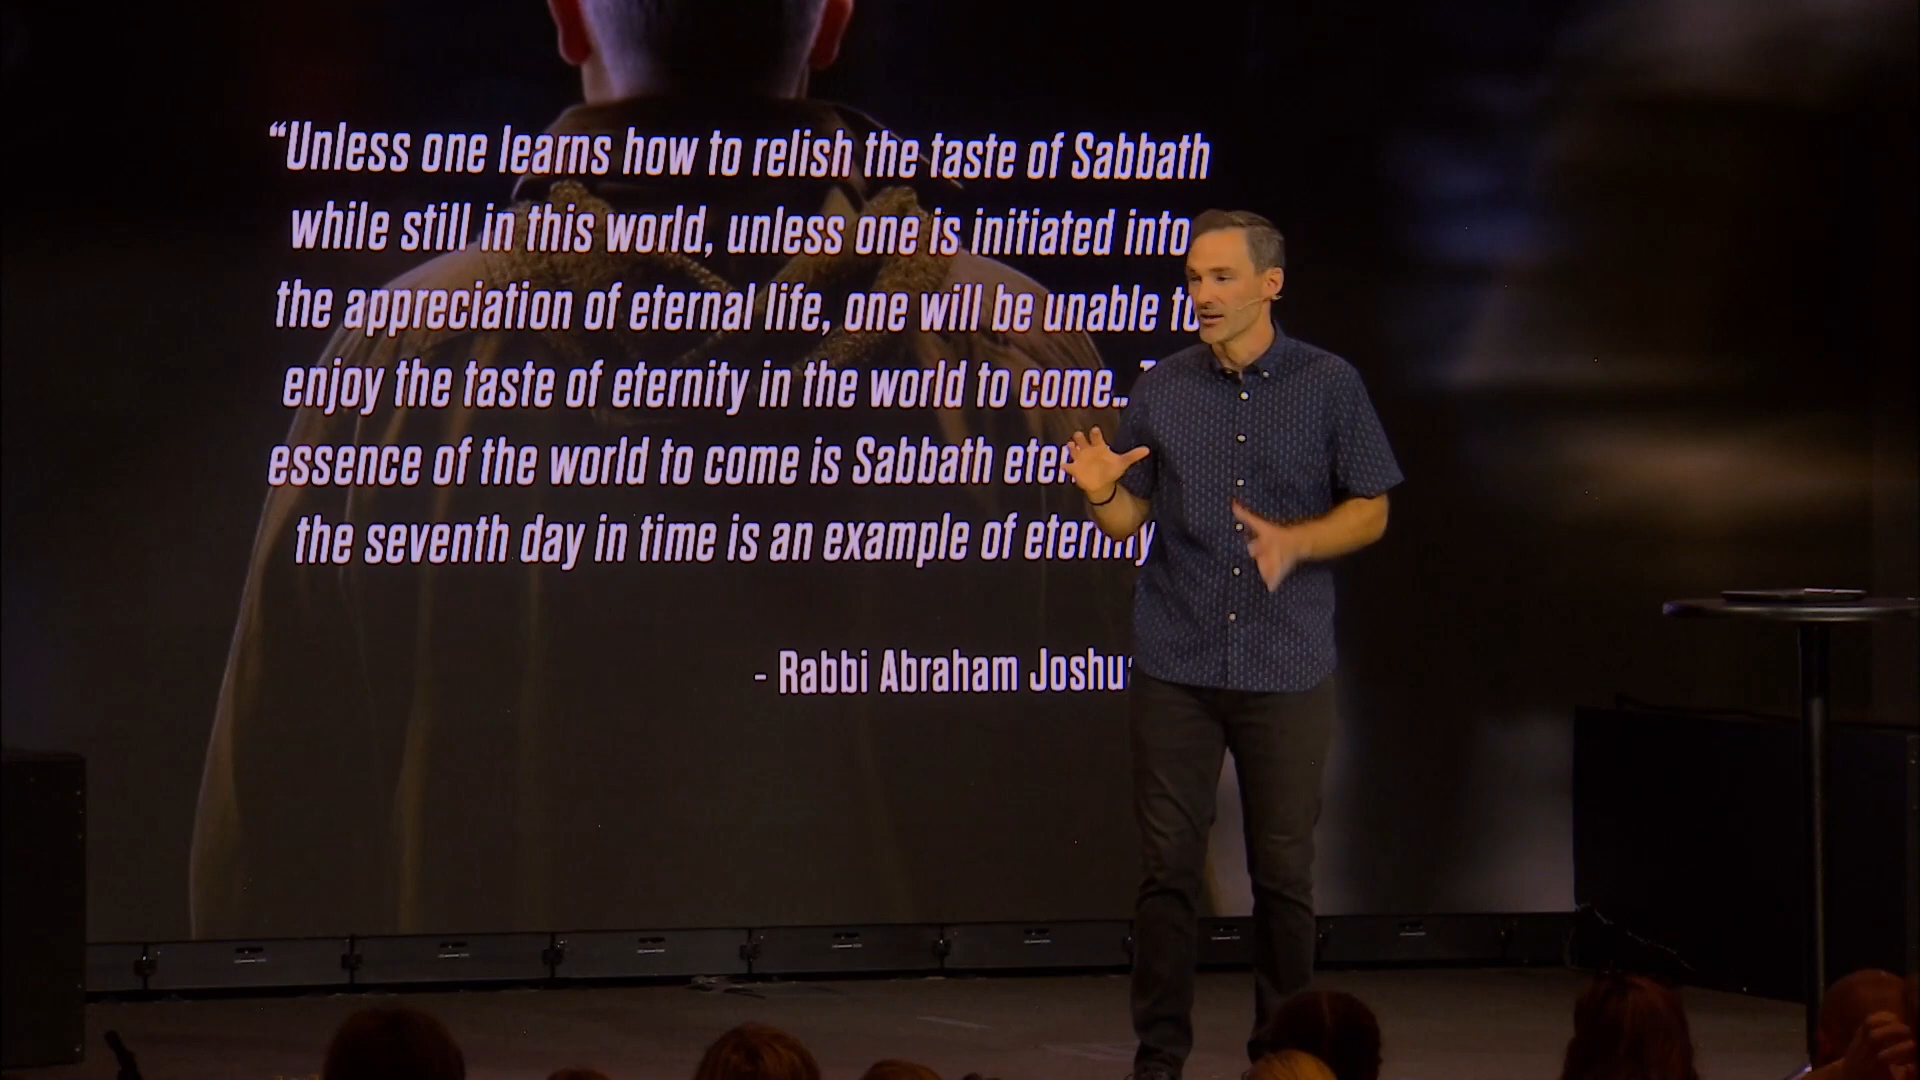 “Unless one learns how to relish the taste of Sabbath
while still in this world, unless one is initiated into
the appreciation of eternal life, one will be unable to
enjoy the taste of eternity in the world to come..
essence of the world to come is Sabbath
the seventh day in time is an example of eternity
- Rabbi Abraham Joshua